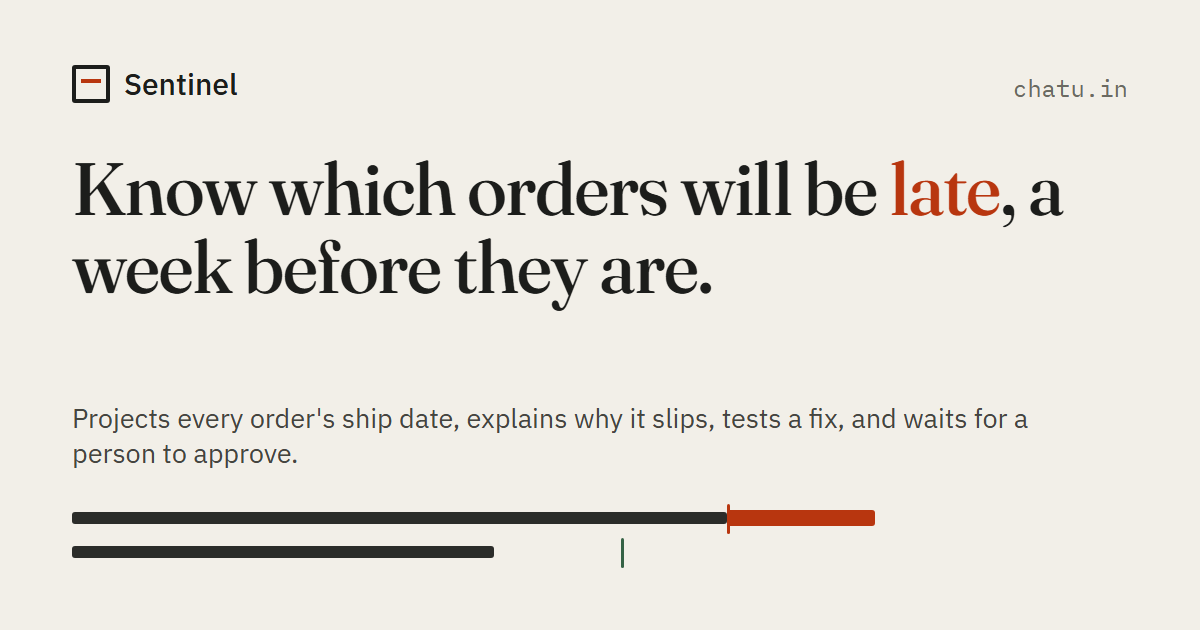 Sentinel
chatu.in
Know which orders will be late, a
week before they are.
Projects every order's ship date, explains why it slips, tests a fix, and waits for a
person to approve.